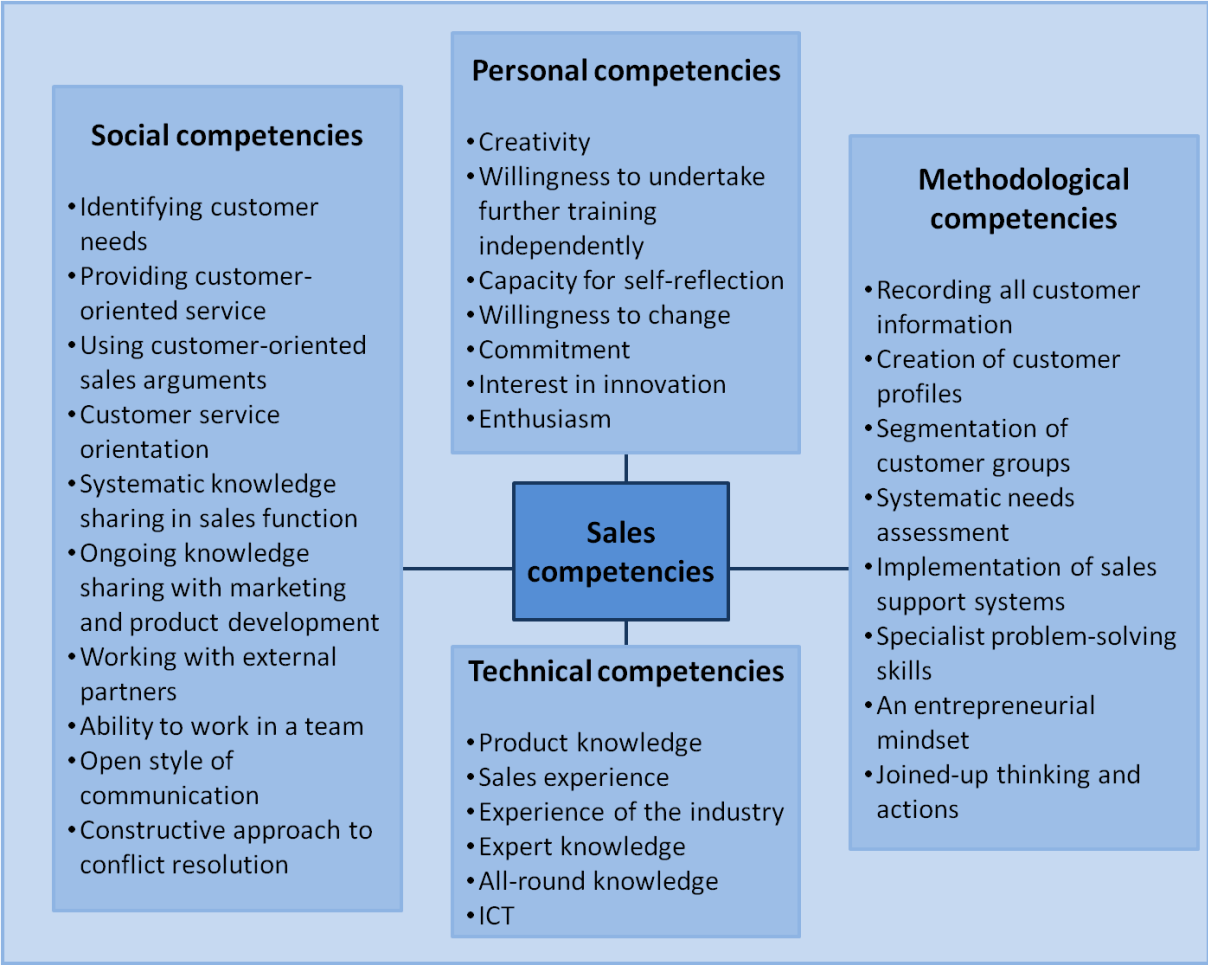 Social competencies
•Identifying customer
needs
•Providing customer-
oriented service
•Using customer-oriented
sales arguments
•Customer service
orientation
•Systematic knowledge
sharing in sales function
•Ongoing knowledge
sharing with marketing
and product development
•Working with external
partners
•Ability to work in a team
•Open style of
communication
•Constructive approach to
conflict resolution
Personal competencies
•Creativity
•Willingness to undertake
further training
independently
•Capacity for self-reflection
•Willingness to change
•Commitment
•Interest in innovation
•Enthusiasm
Sales
competencies
Technical competencies
•Product knowledge
•Sales experience
•Experience of the industry
•Expert knowledge
•All-round knowledge
•ICT
Methodological
competencies
•Recording all customer
information
•Creation of customer
profiles
•Segmentation of
customer groups
•Systematic needs
assessment
•Implementation of sales
support systems
•Specialist problem-solving
skills
•An entrepreneurial
mindset
•Joined-up thinking and
actions